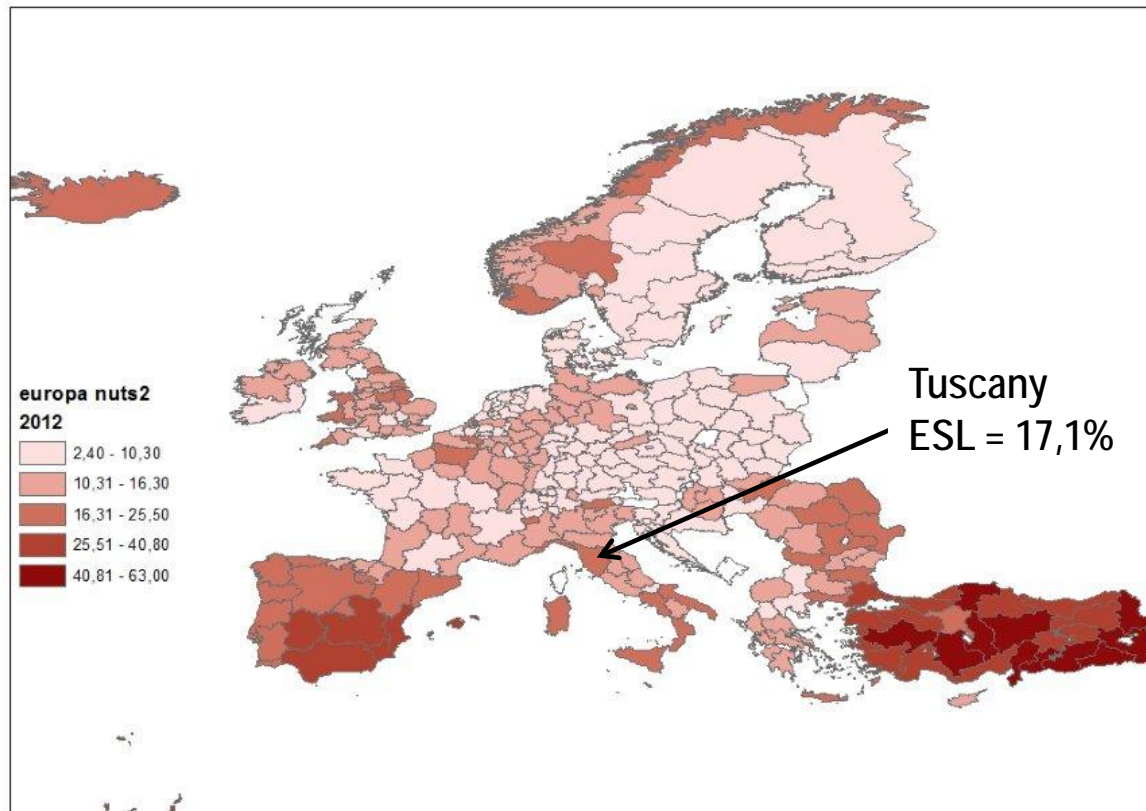 europa nuts2
2012
2,40 - 10,30
10,31 - 16,30
16,31 - 25,50
25,51 - 40,80
40,81 - 63,00
Tuscany
ESL = 17,1%